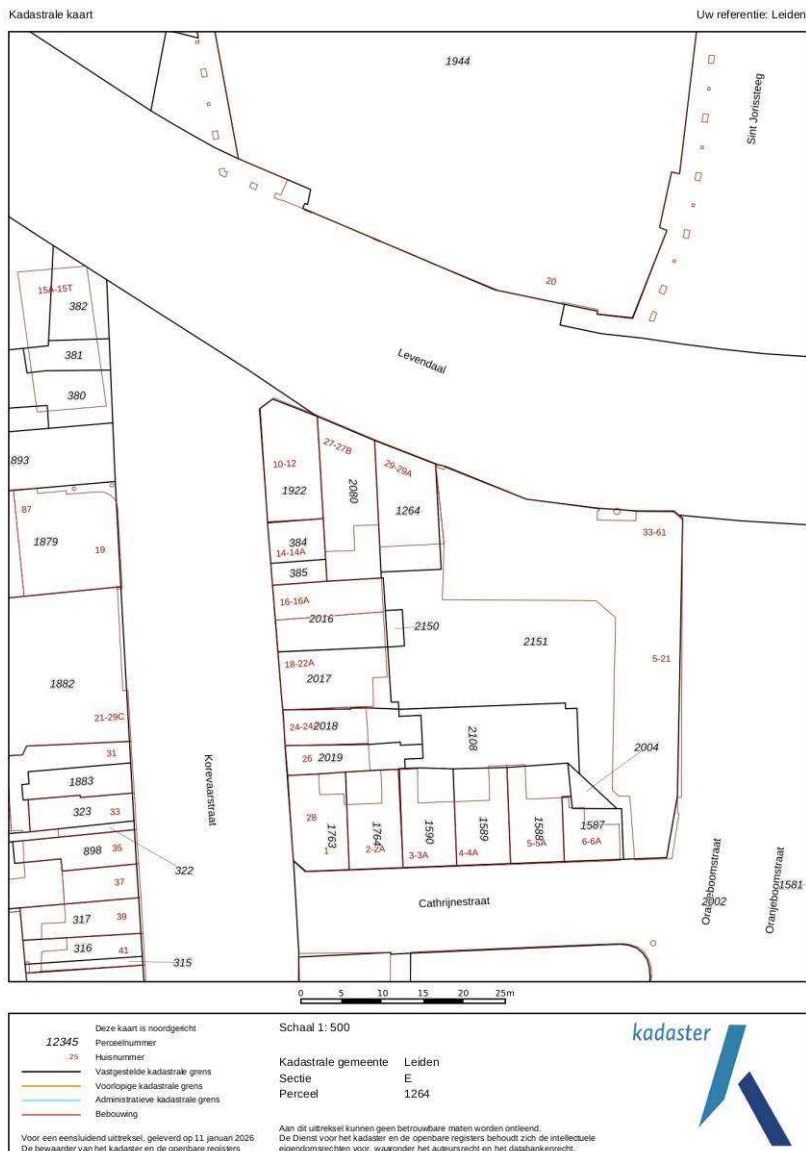 Kadastrale kaart
Uw referentie: Leiden
1944
Sint Jorissteeg
20
15A-15T
382
381
380
Levendaal
893
87
1879
19
10-12
1922
27-27B
2080
29-29A
1264
384
14-14A
385
33-61
16-16A
2016
2150
2151
5-21
18-22A
2017
1882
21-29C
2018
2108
2004
31
26
2019
1883
323
33
Korevaarstraat
28
1763
1
1764
2-2A
1590
3-3A
1589
4-4A
1588
5-5A
1587
6-6A
898
35
322
37
Cathrijnestraat
Oranjeboomstraat
2002
Oranjeboomstraat
1581
317
39
316
41
315
0 5 10 15 20 25m
Deze kaart is noordgericht
12345 Perceelnummer
25 Huisnummer
Vastgestelde kadastrale grens
Voorlopige kadastrale grens
Administratieve kadastrale grens
Bebouwing
Schaal 1: 500
Kadastrale gemeente Leiden
Sectie E
Perceel 1264
kadaster
Voor een eensluidend uittreksel, geleverd op 11 januari 2026
De bewaarder van het kadaster en de openbare registers
Aan dit uittreksel kunnen geen betrouwbare maten worden ontleend.
De Dienst voor het kadaster en de openbare registers behoudt zich de intellectuele
eigendomsrechten voor, waaronder het auteursrecht en het databankenrecht.